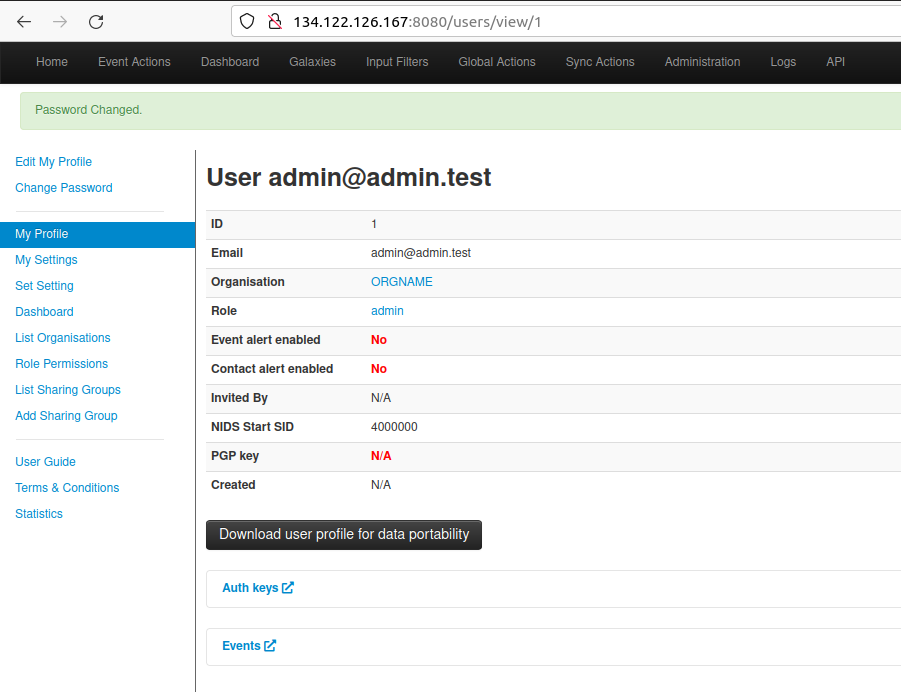 134.122.126.167:8080/users/view/1
Home Event Actions Dashboard Galaxies Input Filters Global Actions Sync Actions Administration Logs API
Password Changed.
Edit My Profile
Change Password
My Profile
My Settings
Set Setting
Dashboard
List Organisations
Role Permissions
List Sharing Groups
Add Sharing Group
User Guide
Terms & Conditions
Statistics
User admin@admin.test
ID 1
Email admin@admin.test
Organisation ORGNAME
Role admin
Event alert enabled No
Contact alert enabled No
Invited By N/A
NIDS Start SID 4000000
PGP key N/A
Created N/A
Download user profile for data portability
Auth keys
Events